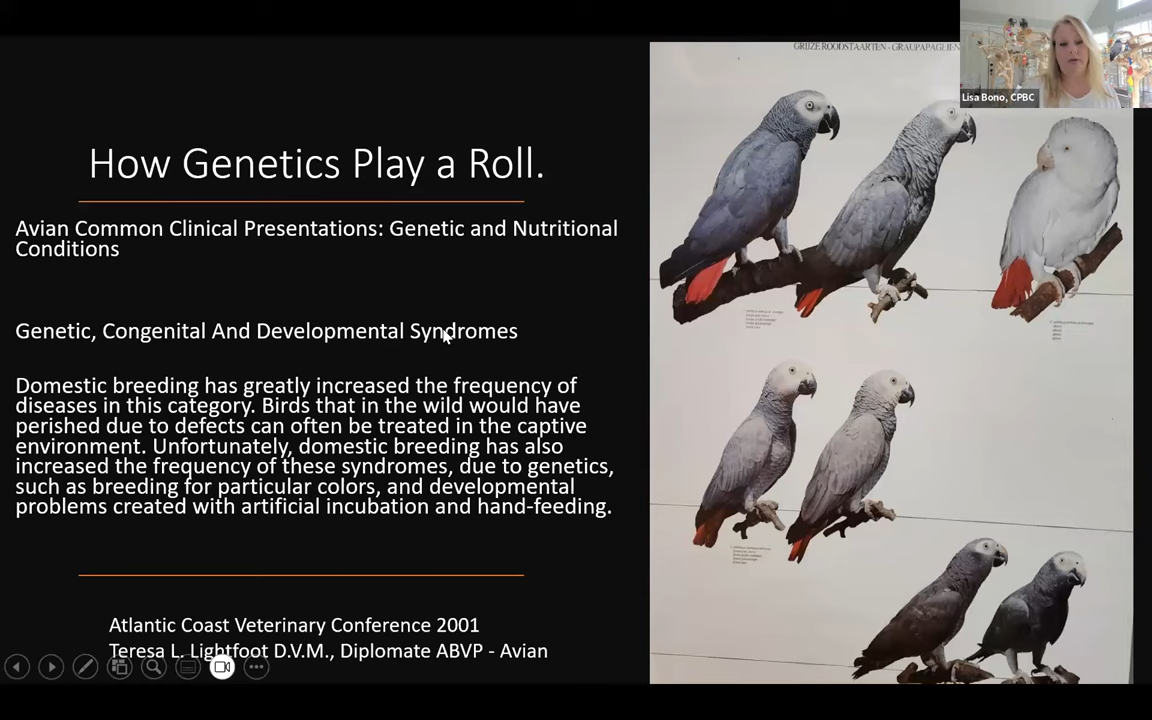 GRIJZE ROODSTAARTEN - GRAUPAPAGEIEN
Lisa Bono, CPBC
How Genetics Play a Roll.
Avian Common Clinical Presentations: Genetic and Nutritional
Conditions
Genetic, Congenital And Developmental Syndromes
Domestic breeding has greatly increased the frequency of
diseases in this category. Birds that in the wild would have
perished due to defects can often be treated in the captive
environment. Unfortunately, domestic breeding has also
increased the frequency of these syndromes, due to genetics,
such as breeding for particular colors, and developmental
problems created with artificial incubation and hand-feeding.
Atlantic Coast Veterinary Conference 2001
Teresa L. Lightfoot D.V.M., Diplomate ABVP - Avian